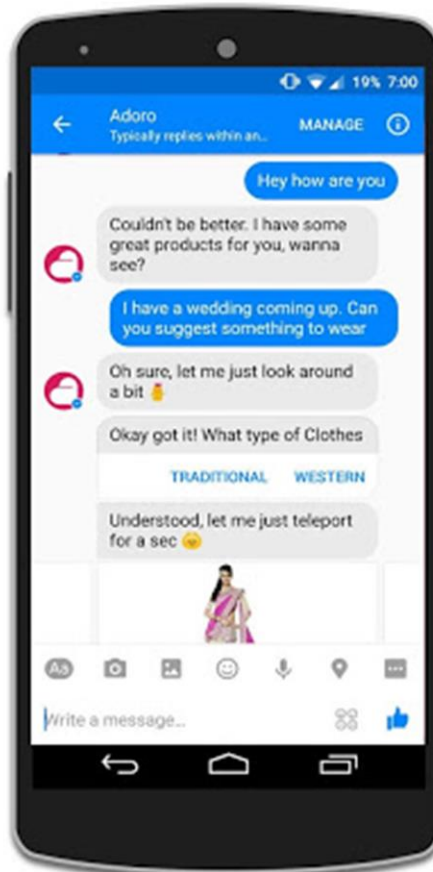 19% 7:00
Adoro
Typically replies within an...
MANAGE
Hey how are you
Couldn't be better. I have some
great products for you, wanna
see?
I have a wedding coming up. Can
you suggest something to wear
Oh sure, let me just look around
a bit
Okay got it! What type of Clothes
TRADITIONAL WESTERN
Understood, let me just teleport
for a sec
Aa
Write a message...